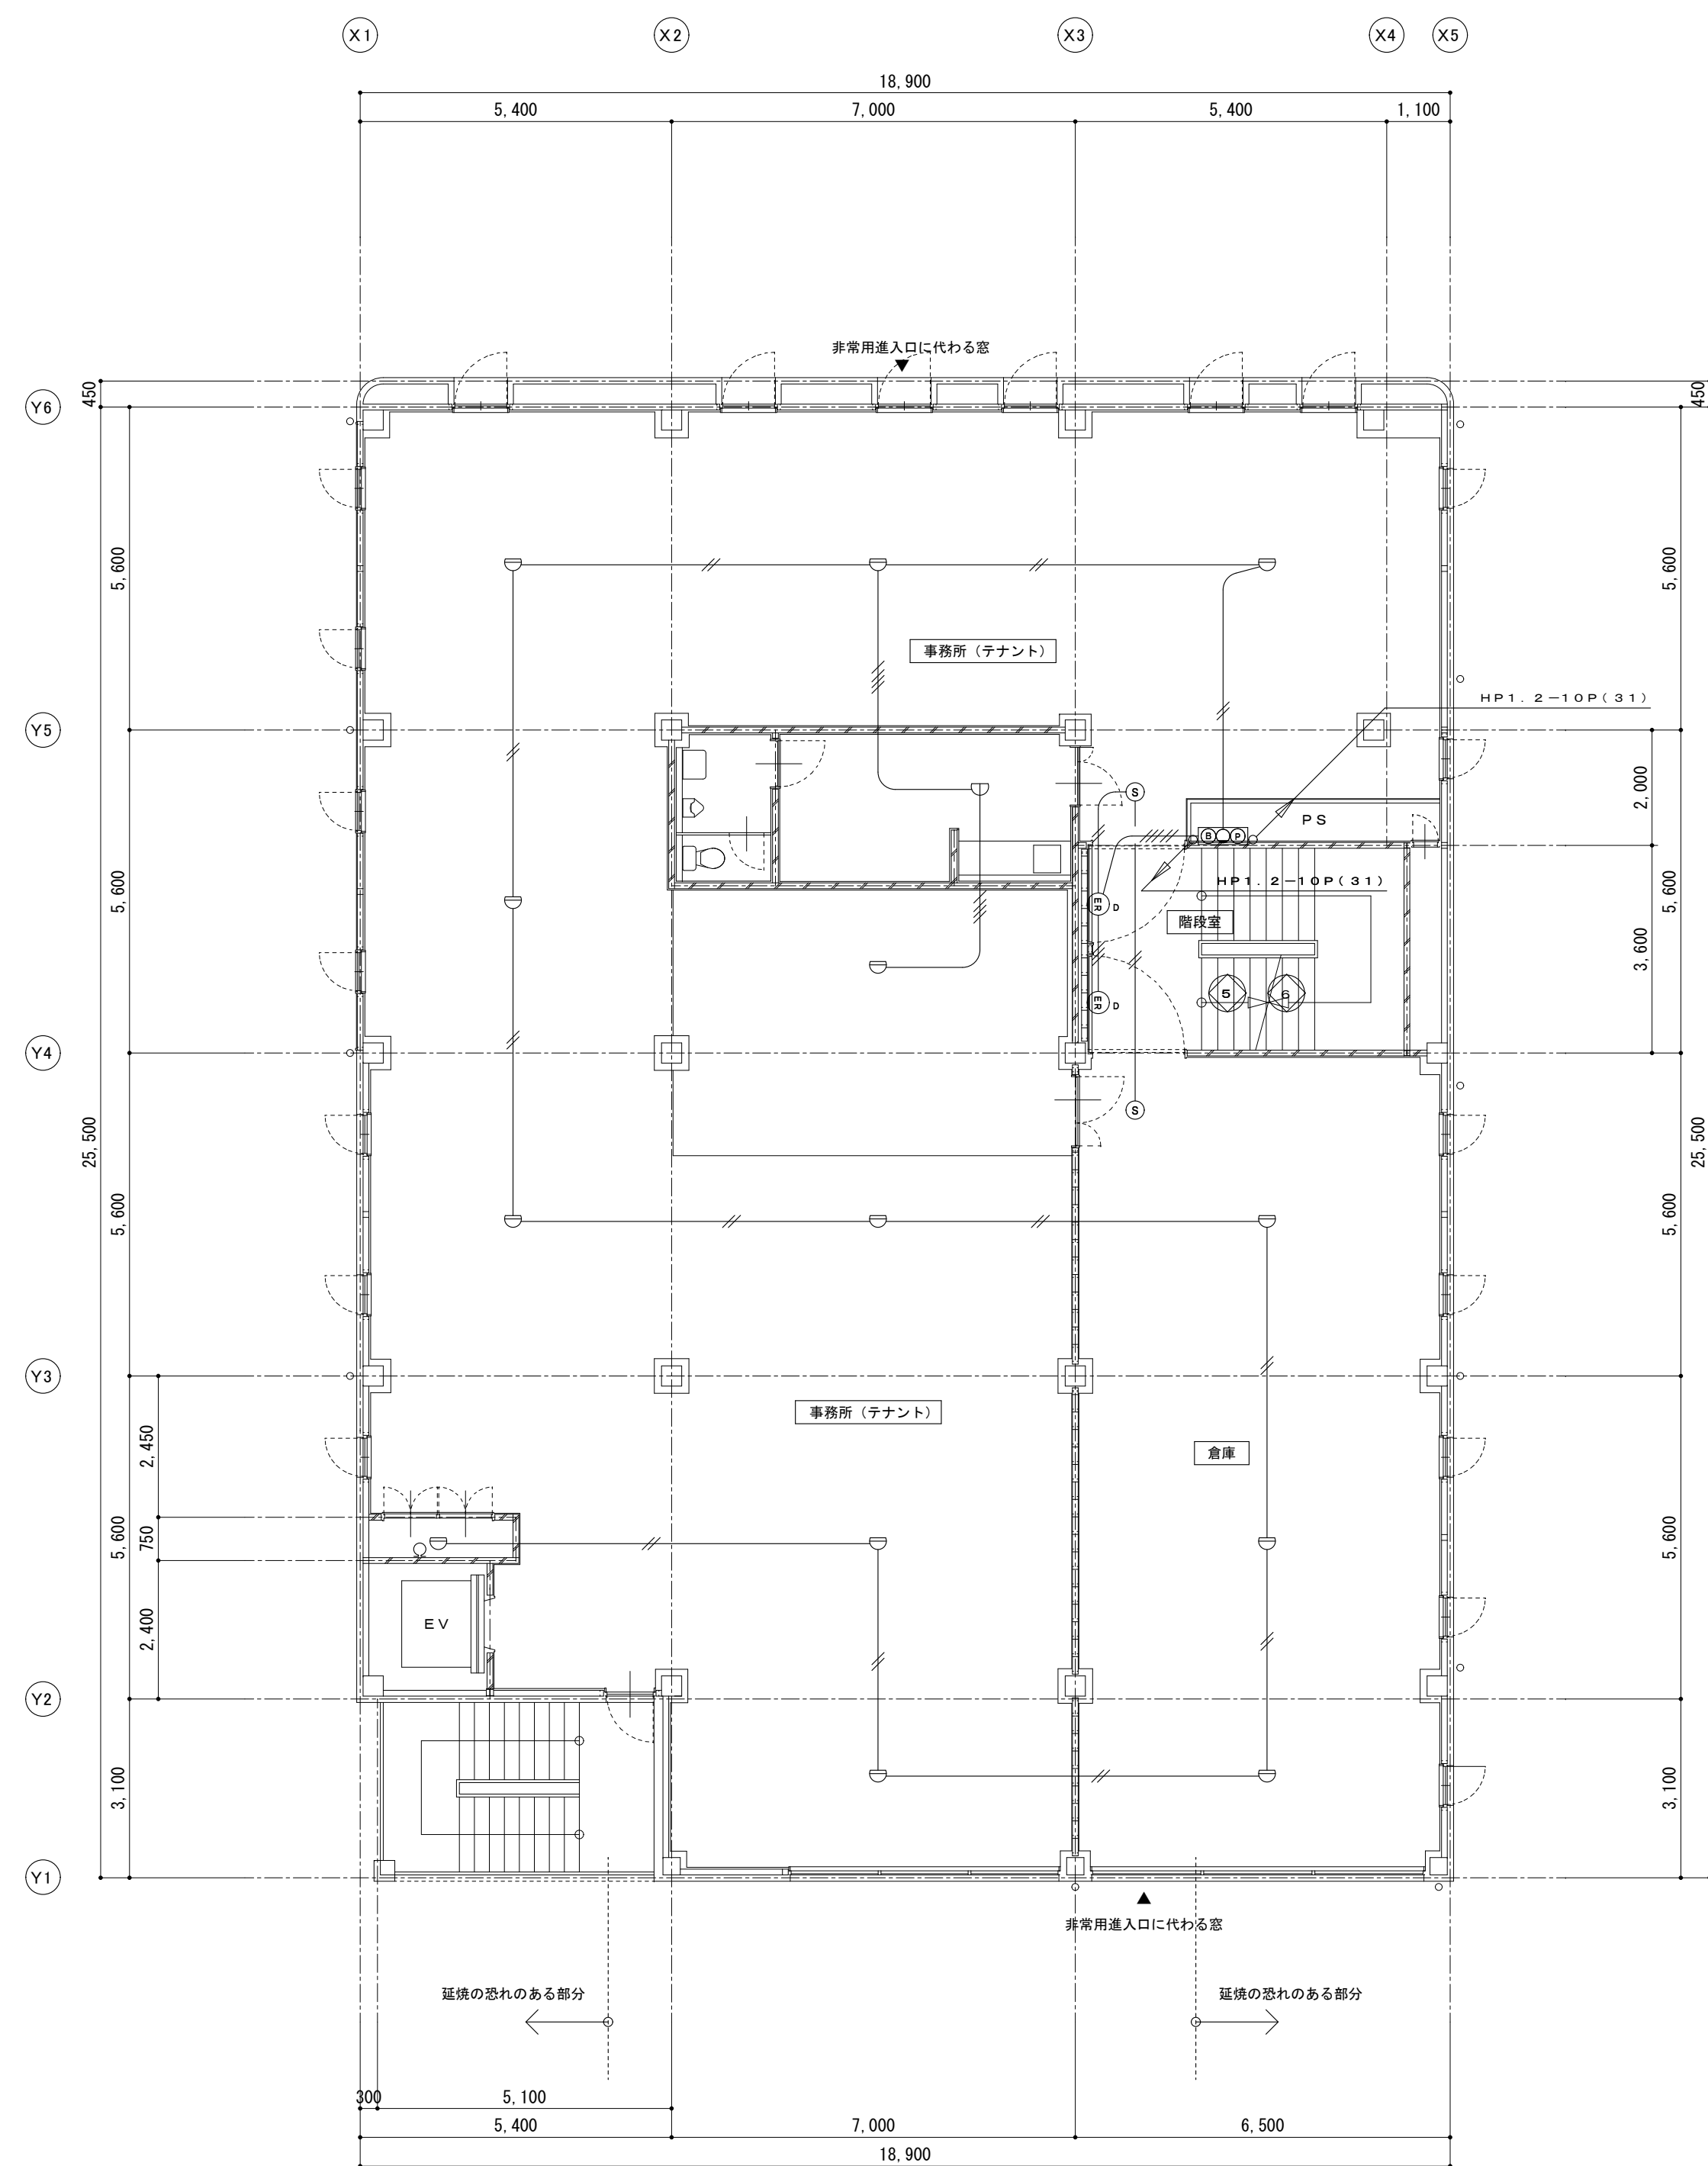 X1 X2 X3 X4 X5
18,900
5,400 7,000 5,400 1,100
非常用進入口に代わる窓
450 450
Y6
5,600 5,600
事務所（テナント）
HP1.2-10P(31)
Y5
2,000
S
PS
B P
HP1.2-10P(31)
5,600 5,600
ER D
階段室
3,600
5 6
ER D
Y4
S
25,500 25,500
5,600 5,600
Y3
事務所（テナント）
2,450
倉庫
5,600 750 5,600
2,400
EV
Y2
3,100 3,100
Y1
非常用進入口に代わる窓
延焼の恐れのある部分 延焼の恐れのある部分
300 5,100
5,400 7,000 6,500
18,900